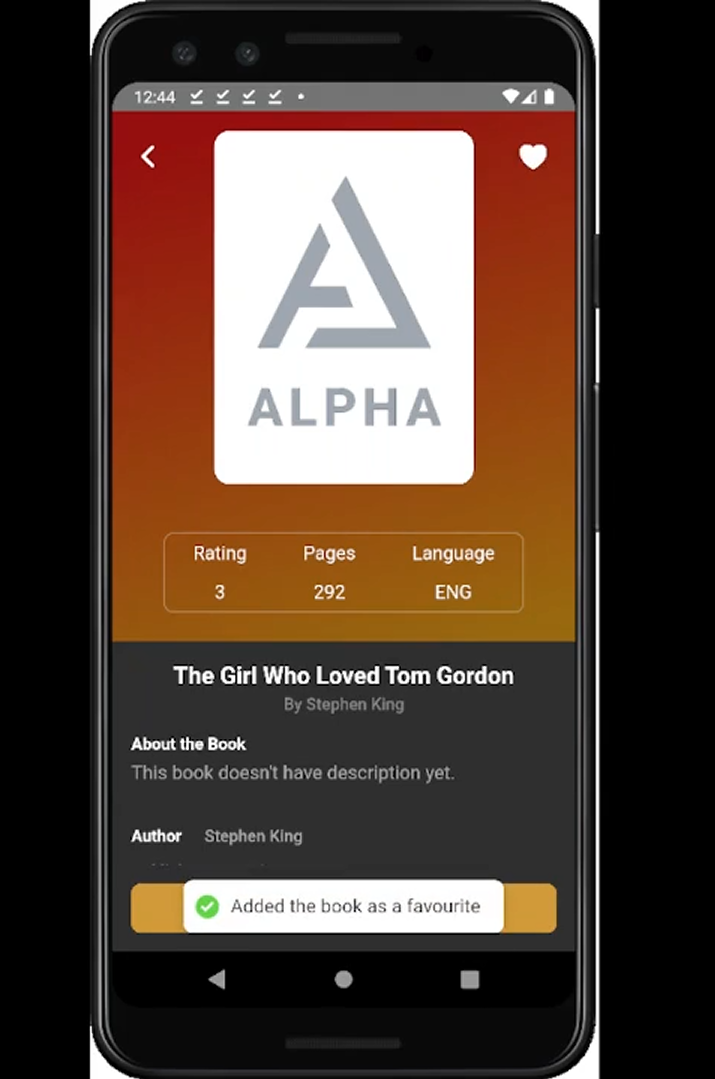 12:44
ALPHA
Rating Pages Language
3 292 ENG
The Girl Who Loved Tom Gordon
By Stephen King
About the Book
This book doesn't have description yet.
Author Stephen King
Added the book as a favourite